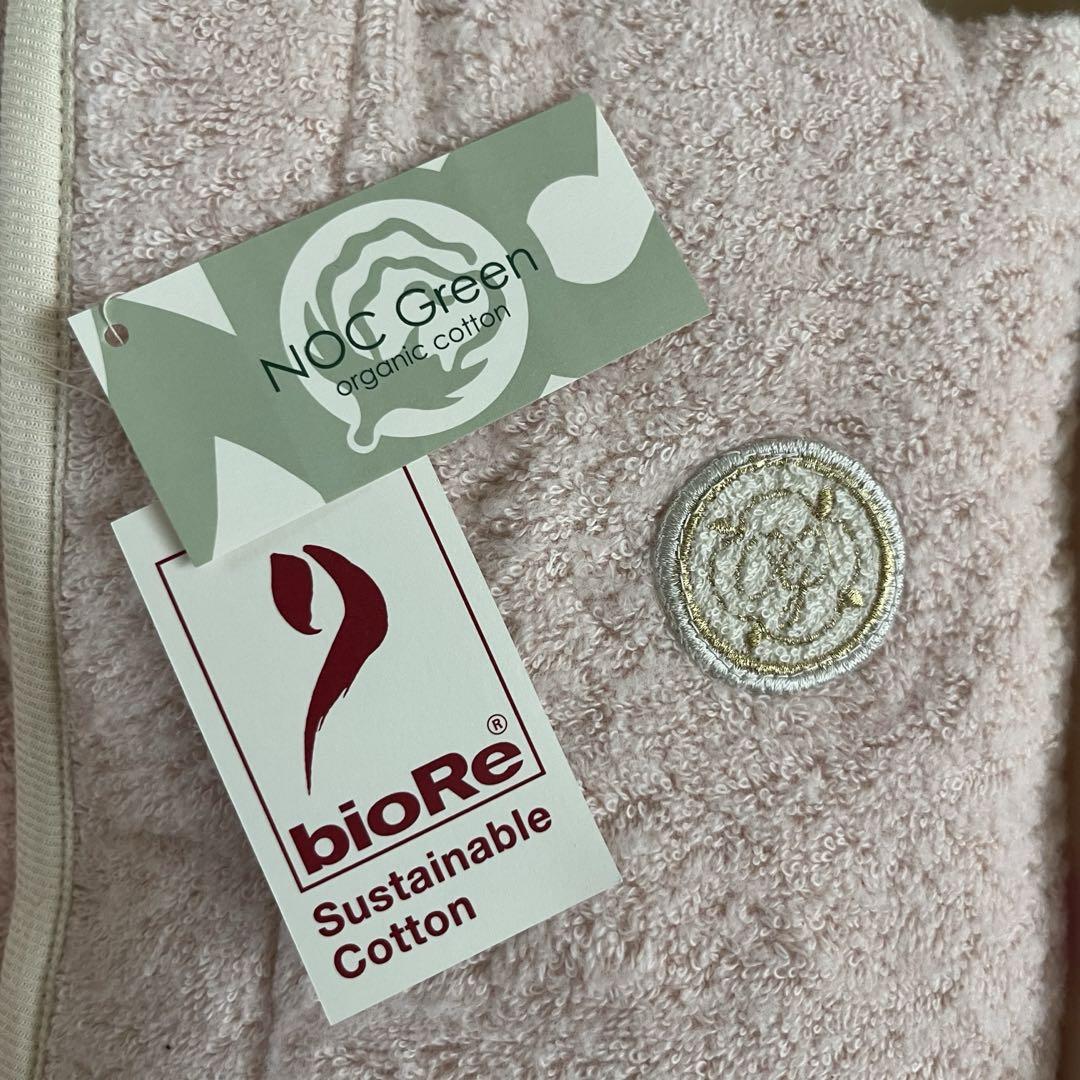 NOC Green
organic cotton
bioRe®
Sustainable
Cotton